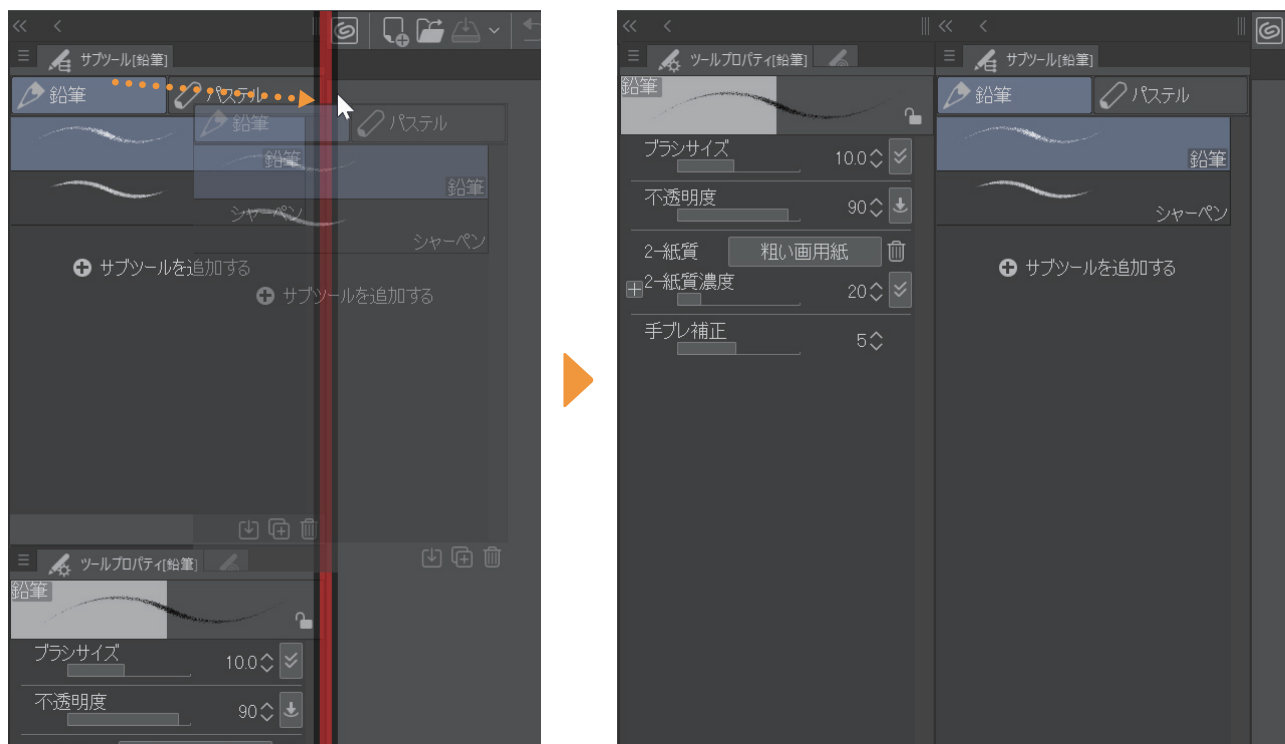 サブツール[鉛筆]
鉛筆
パステル
鉛筆
パステル
鉛筆
鉛筆
シャーペン
シャーペン
サブツールを追加する
サブツールを追加する
ツールプロパティ[鉛筆]
鉛筆
ブラシサイズ
10.0
不透明度
90
ツールプロパティ[鉛筆]
鉛筆
ブラシサイズ
10.0
不透明度
90
2-紙質
粗い画用紙
2-紙質濃度
20
手ブレ補正
5
サブツール[鉛筆]
鉛筆
パステル
鉛筆
シャーペン
サブツールを追加する